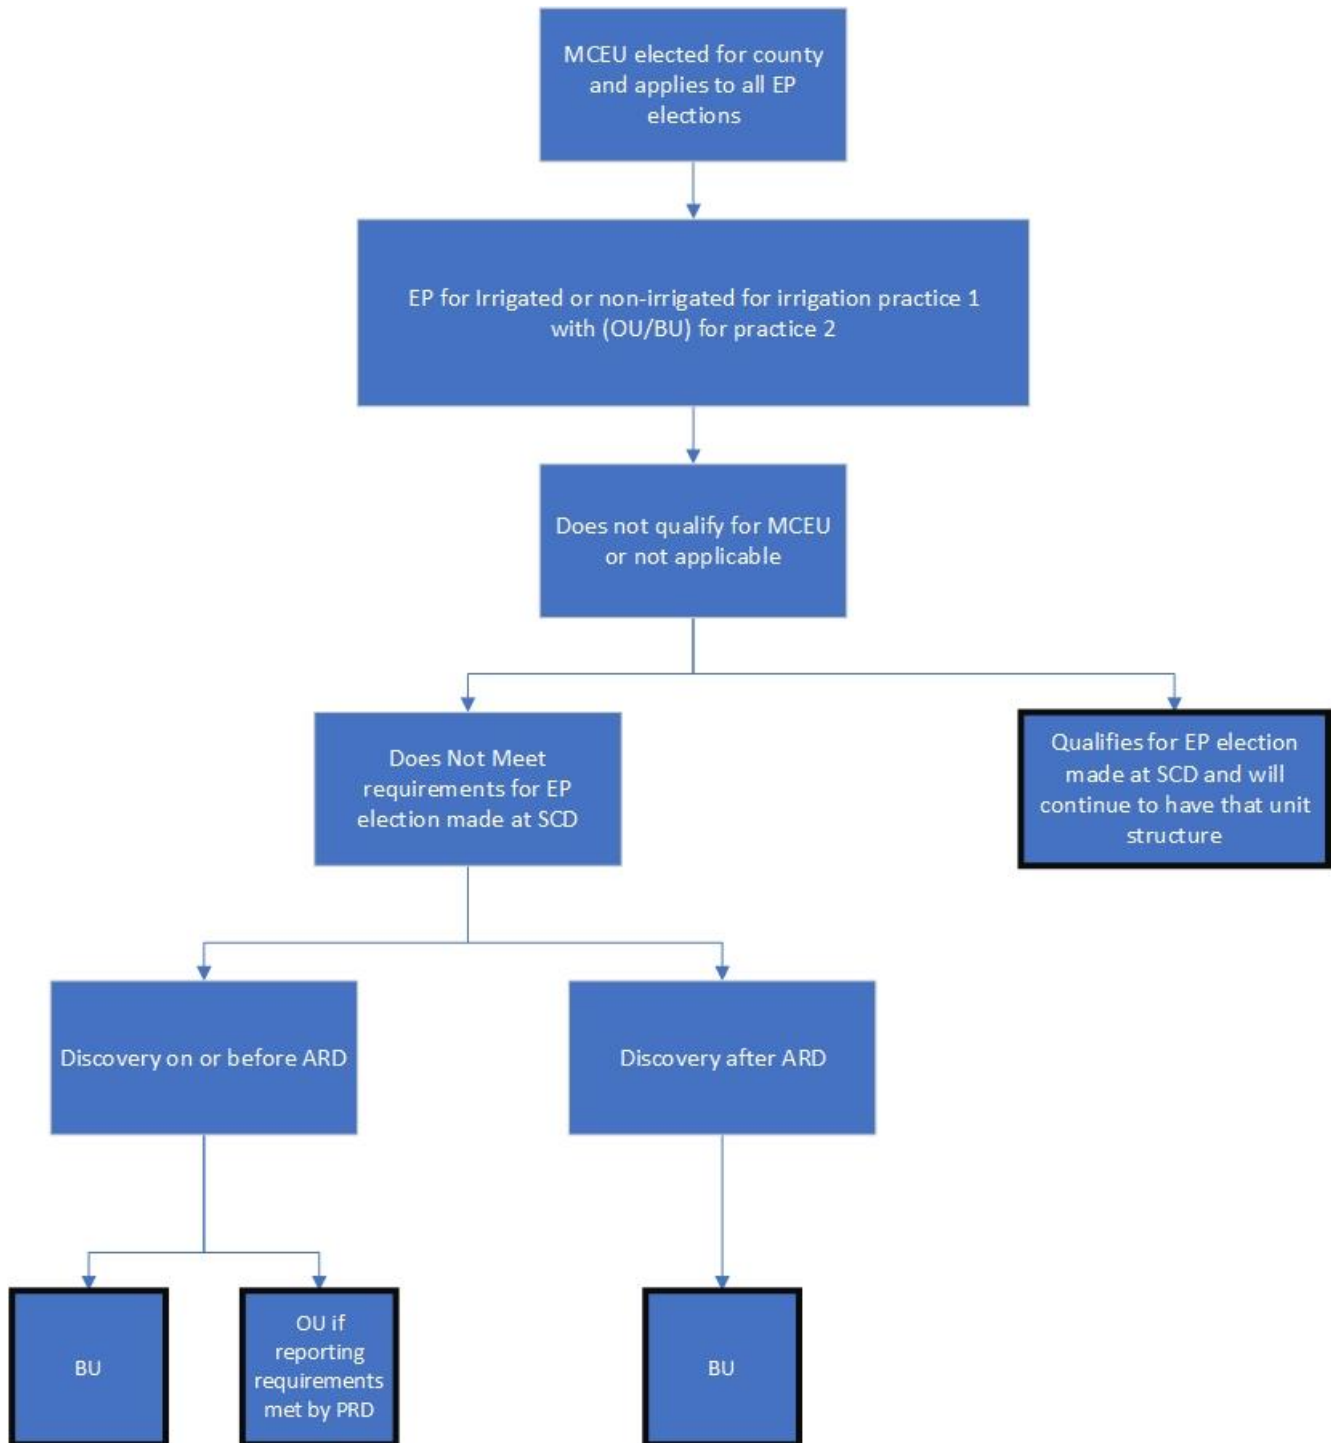 MCEU elected for county
and applies to all EP
elections
EP for Irrigated or non-irrigated for irrigation practice 1
with (OU/BU) for practice 2
Does not qualify for MCEU
or not applicable
Does Not Meet
requirements for EP
election made at SCD
Qualifies for EP election
made at SCD and will
continue to have that unit
structure
Discovery on or before ARD
Discovery after ARD
BU
OU if
reporting
requirements
met by PRD
BU